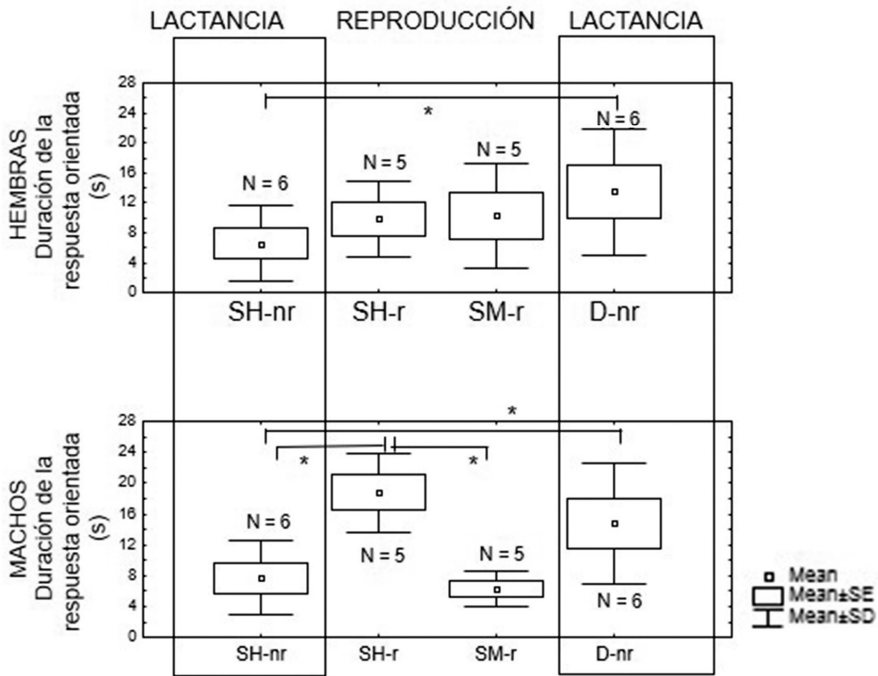 LACTANCIA REPRODUCCIÓN LACTANCIA
HEMBRAS
Duración de la
respuesta orientada
(s)
28
24
20
16
12
8
4
0
*
N = 6
N = 5
N = 5
N = 6
SH-nr SH-r SM-r D-nr
MACHOS
Duración de la
respuesta orientada
(s)
28
24
20
16
12
8
4
0
*
*
*
N = 6
N = 5
N = 5
N = 6
SH-nr SH-r SM-r D-nr
Mean
Mean±SE
Mean±SD